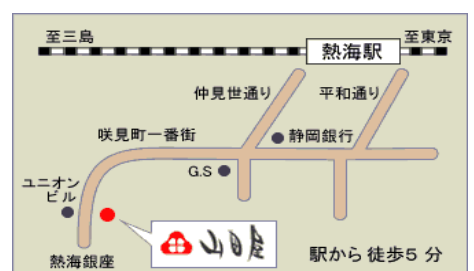 至三島
至東京
熱海駅
仲見世通り
平和通り
咲見町一番街
静岡銀行
G.S
ユニオン
ビル
山田屋
熱海銀座
駅から徒歩5 分